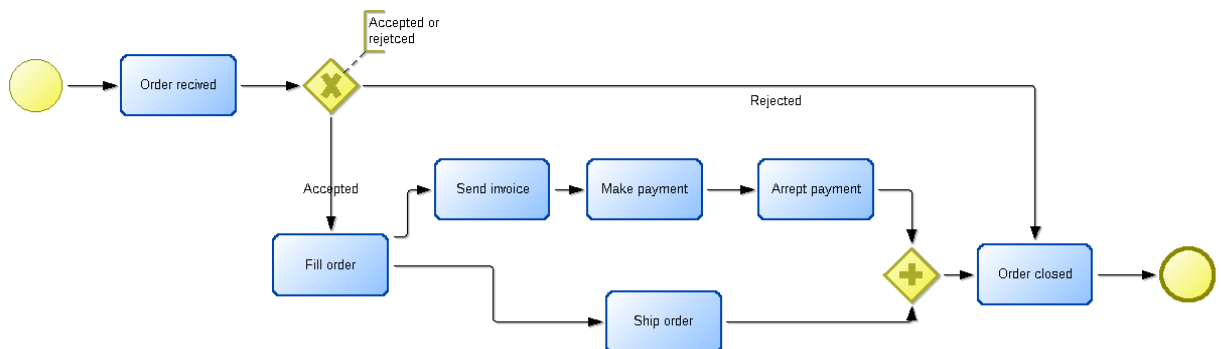 Accepted or
rejetced
Order recived
Rejected
Accepted
Send invoice
Make payment
Arrept payment
Fill order
Order closed
Ship order